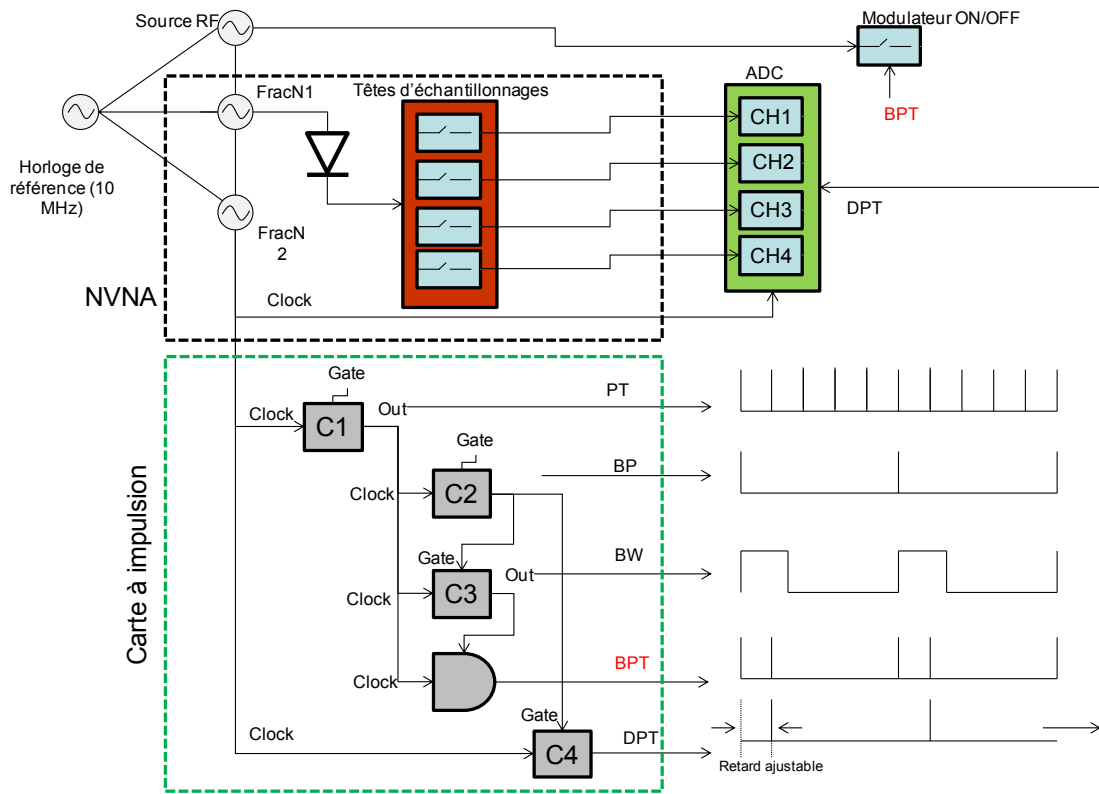 Source RF
Modulateur ON/OFF
FracN1
Têtes d'échantillonnages
ADC
BPT
CH1
CH2
CH3
CH4
Horloge de
référence (10
MHz)
DPT
FracN
2
NVNA
Clock
Gate
PT
Out
Clock
C1
Gate
BP
Clock
C2
Carte à impulsion
Gate
BW
Out
C3
Clock
BPT
Clock
Gate
Clock
DPT
C4
Retard ajustable